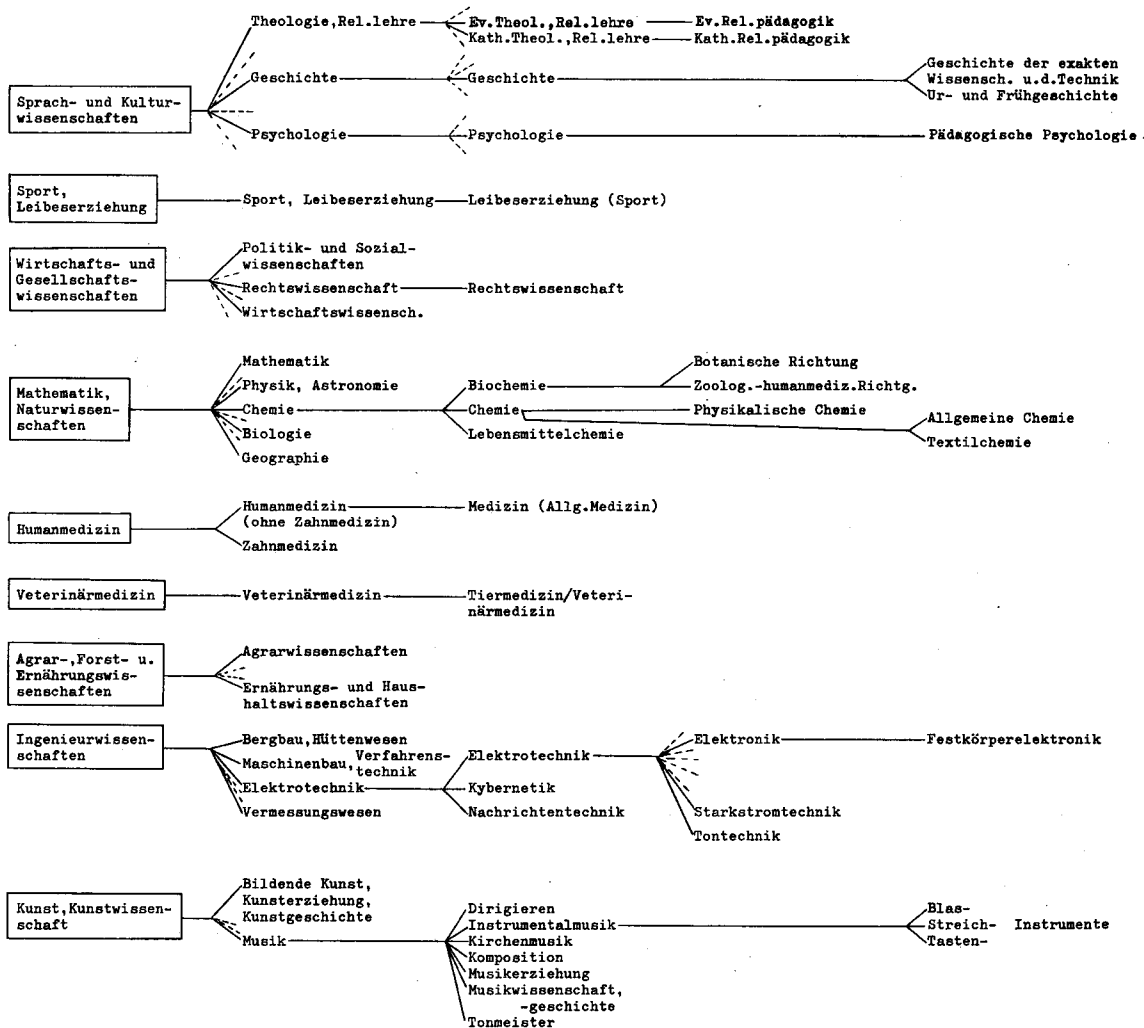 Theologie,Rel.lehre Ev.Theol.,Rel.lehre Ev.Rel.pädagogik
Kath.Theol.,Rel.lehre Kath.Rel.pädagogik
Geschichte Geschichte Geschichte der exakten
Wissensch. u.d.Technik
Ur- und Frühgeschichte
Sprach- und Kultur-
wissenschaften
Psychologie Psychologie Pädagogische Psychologie
Sport,
Leibeserziehung
Sport, Leibeserziehung Leibeserziehung (Sport)
Wirtschafts- und
Gesellschafts-
wissenschaften
Politik- und Sozial-
wissenschaften
Rechtswissenschaft Rechtswissenschaft
Wirtschaftswissensch.
Mathematik,
Naturwissen-
schaften
Mathematik
Physik, Astronomie
Chemie
Biologie
Geographie
Biochemie
Chemie
Lebensmittelchemie
Botanische Richtung
Zoolog.-humanmediz.Richtg.
Physikalische Chemie
Allgemeine Chemie
Textilchemie
Humanmedizin
Humanmedizin
(ohne Zahnmedizin)
Zahnmedizin
Medizin (Allg.Medizin)
Veterinärmedizin
Veterinärmedizin
Tiermedizin/Veteri-
närmedizin
Agrar-,Forst- u.
Ernährungswis-
senschaften
Agrarwissenschaften
Ernährungs- und Haus-
haltswissenschaften
Ingenieurwissen-
schaften
Bergbau,Hüttenwesen
Maschinenbau,Verfahrens-
technik
Elektrotechnik
Vermessungswesen
Elektrotechnik
Kybernetik
Nachrichtentechnik
Elektronik
Starkstromtechnik
Tontechnik
Festkörperelektronik
Kunst,Kunstwissen-
schaft
Bildende Kunst,
Kunsterziehung,
Kunstgeschichte
Musik
Dirigieren
Instrumentalmusik
Kirchenmusik
Komposition
Musikerziehung
Musikwissenschaft,
-geschichte
Tonmeister
Blas-
Streich- Instrumente
Tasten-